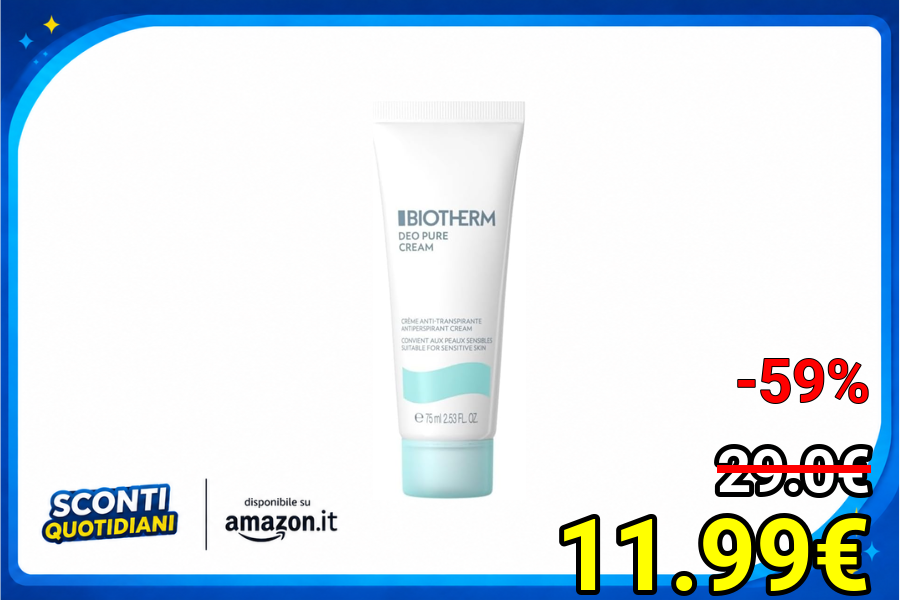 BIOTHERM
DEO PURE
CREAM
CRÈME ANTI-TRANSPIRANTE
ANTIPERSPIRANT CREAM
CONVIENT AUX PEAUX SENSIBLES
SUITABLE FOR SENSITIVE SKIN
℮ 75 ml 2.53 FL. OZ.
-59%
29.0€
11.99€
SCONTI
QUOTIDIANI
disponibile su
amazon.it